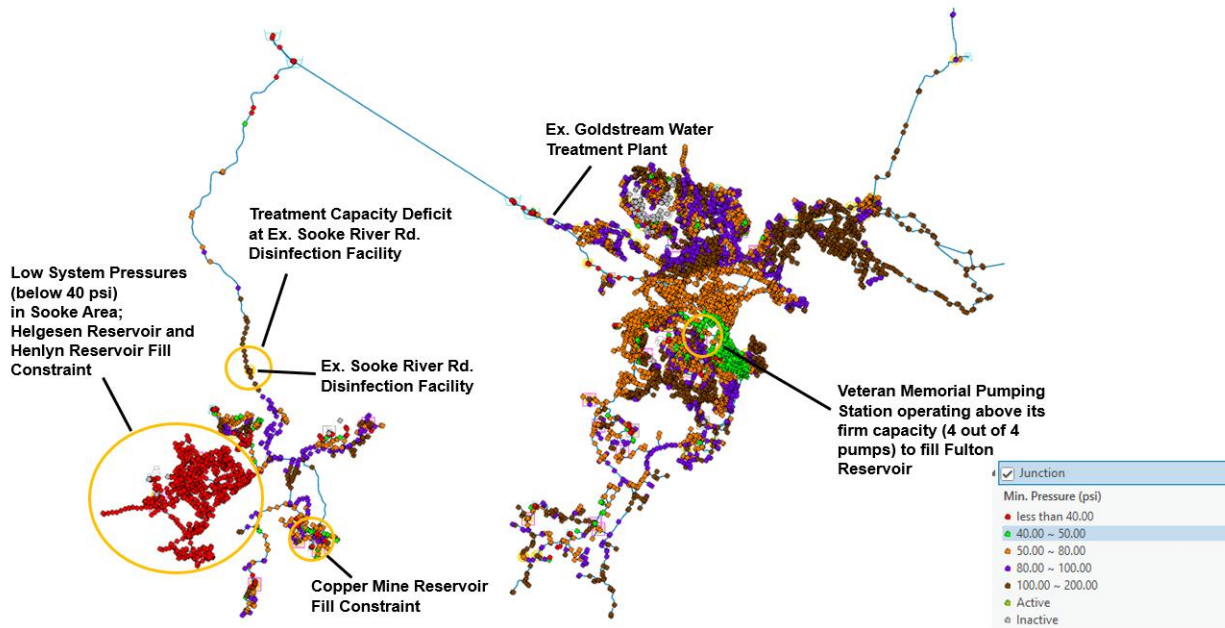 Ex. Goldstream Water
Treatment Plant
Treatment Capacity Deficit
at Ex. Sooke River Rd.
Disinfection Facility
Low System Pressures
(below 40 psi)
in Sooke Area;
Helgesen Reservoir and
Henlyn Reservoir Fill
Constraint
Ex. Sooke River Rd.
Disinfection Facility
Veteran Memorial Pumping
Station operating above its
firm capacity (4 out of 4
pumps) to fill Fulton
Reservoir
Copper Mine Reservoir
Fill Constraint
Junction
Min. Pressure (psi)
less than 40.00
40.00 ~ 50.00
50.00 ~ 80.00
80.00 ~ 100.00
100.00 ~ 200.00
Active
Inactive